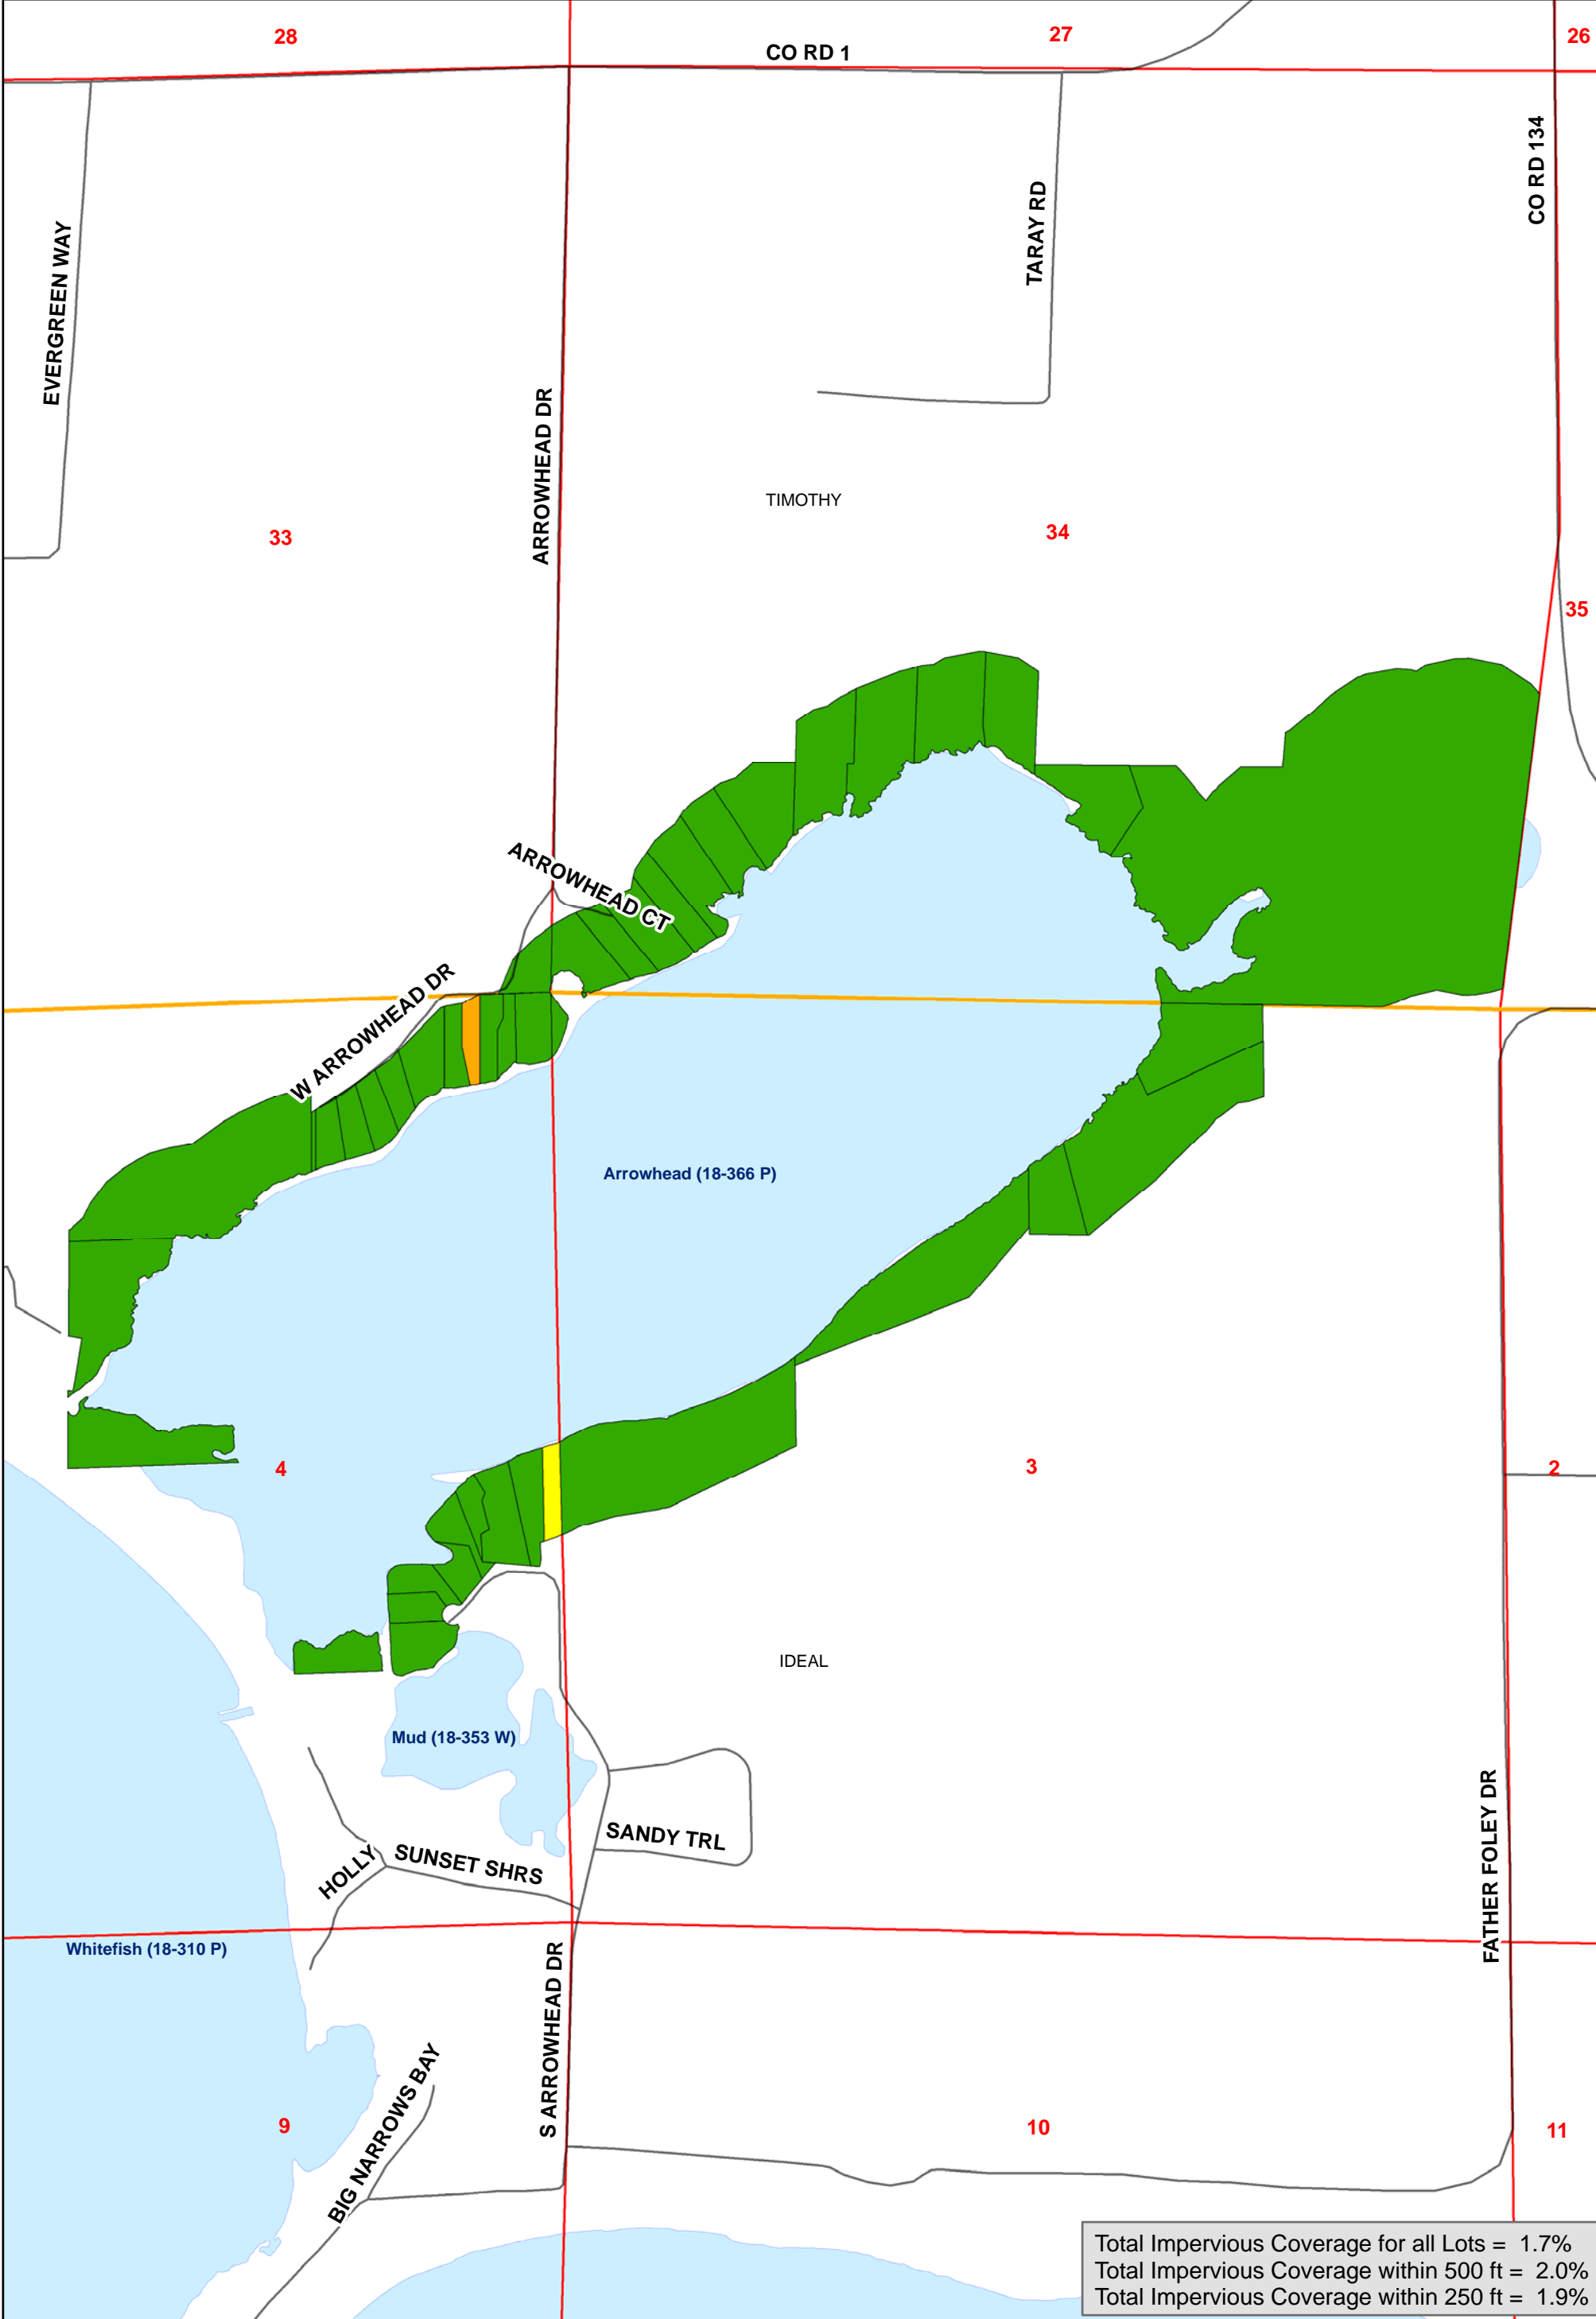 28
27
26
CO RD 1
CO RD 134
TARAY RD
EVERGREEN WAY
ARROWHEAD DR
TIMOTHY
33
34
35
ARROWHEAD CT
W ARROWHEAD DR
Arrowhead (18-366 P)
4
3
2
IDEAL
Mud (18-353 W)
SANDY TRL
SUNSET SHRS
HOLLY
FATHER FOLEY DR
Whitefish (18-310 P)
S ARROWHEAD DR
BIG NARROWS BAY
9
10
11
Total Impervious Coverage for all Lots = 1.7%
Total Impervious Coverage within 500 ft = 2.0%
Total Impervious Coverage within 250 ft = 1.9%